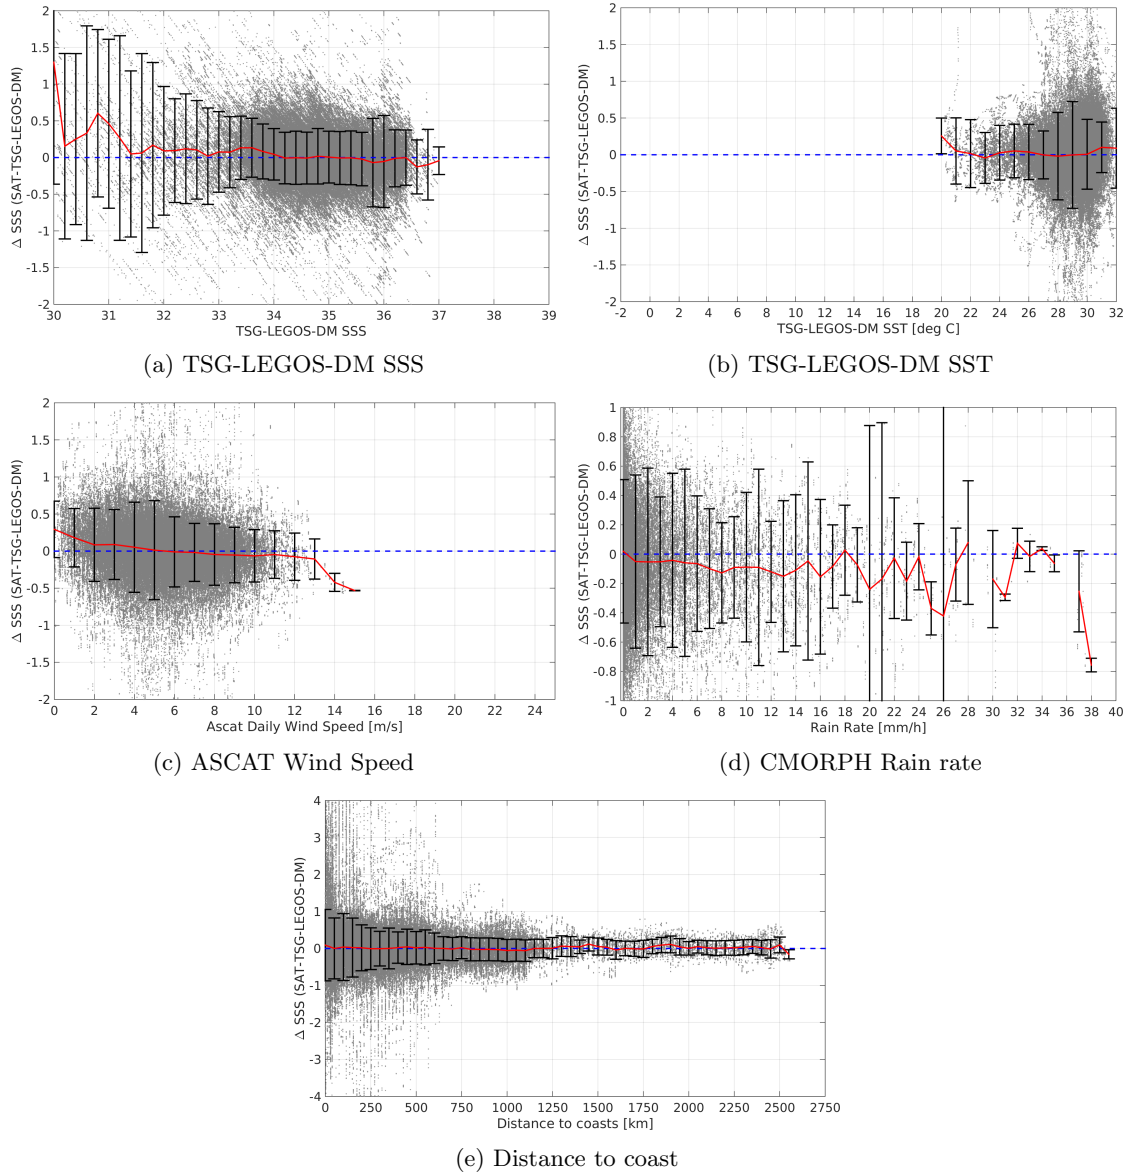 2
1.5
1
0.5
0
-0.5
-1
-1.5
-2
Δ SSS (SAT-TSG-LEGOS-DM)
30 31 32 33 34 35 36 37 38 39
TSG-LEGOS-DM SSS
(a) TSG-LEGOS-DM SSS
2
1.5
1
0.5
0
-0.5
-1
-1.5
-2
Δ SSS (SAT-TSG-LEGOS-DM)
-2 0 2 4 6 8 10 12 14 16 18 20 22 24 26 28 30 32
TSG-LEGOS-DM SST [deg C]
(b) TSG-LEGOS-DM SST
2
1.5
1
0.5
0
-0.5
-1
-1.5
-2
Δ SSS (SAT-TSG-LEGOS-DM)
0 2 4 6 8 10 12 14 16 18 20 22 24
Ascat Daily Wind Speed [m/s]
(c) ASCAT Wind Speed
1
0.8
0.6
0.4
0.2
0
-0.2
-0.4
-0.6
-0.8
-1
Δ SSS (SAT-TSG-LEGOS-DM)
0 2 4 6 8 10 12 14 16 18 20 22 24 26 28 30 32 34 36 38 40
Rain Rate [mm/h]
(d) CMORPH Rain rate
4
3
2
1
0
-1
-2
-3
-4
Δ SSS (SAT-TSG-LEGOS-DM)
0 250 500 750 1000 1250 1500 1750 2000 2250 2500 2750
Distance to coasts [km]
(e) Distance to coast